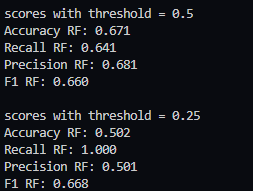 scores with threshold = 0.5
Accuracy RF: 0.671
Recall RF: 0.641
Precision RF: 0.681
F1 RF: 0.660
scores with threshold = 0.25
Accuracy RF: 0.502
Recall RF: 1.000
Precision RF: 0.501
F1 RF: 0.668